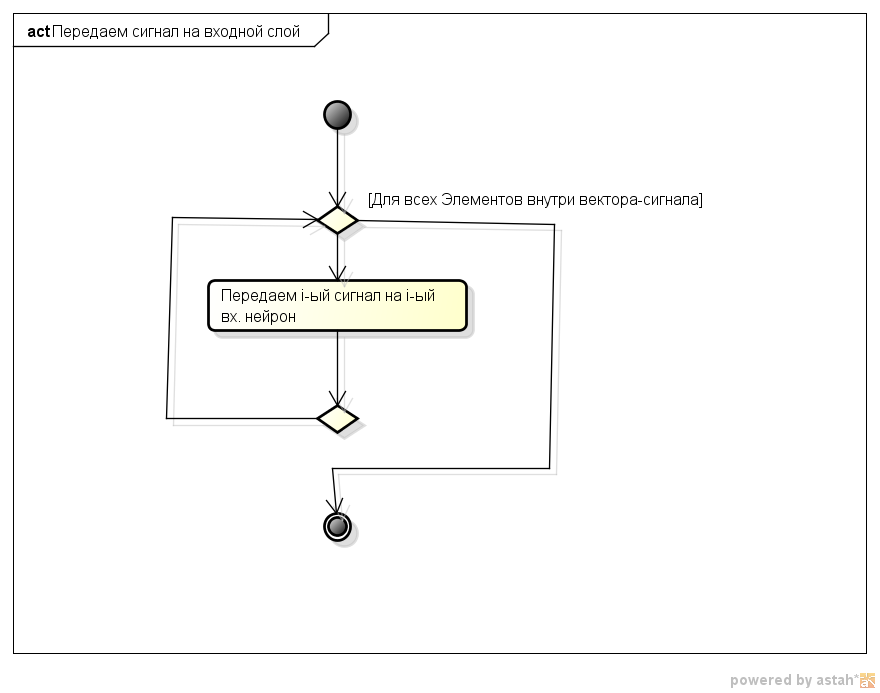 act Передаем сигнал на входной слой
[Для всех Элементов внутри вектора-сигнала]
Передаем i-ый сигнал на i-ый
вх. нейрон
powered by astah*